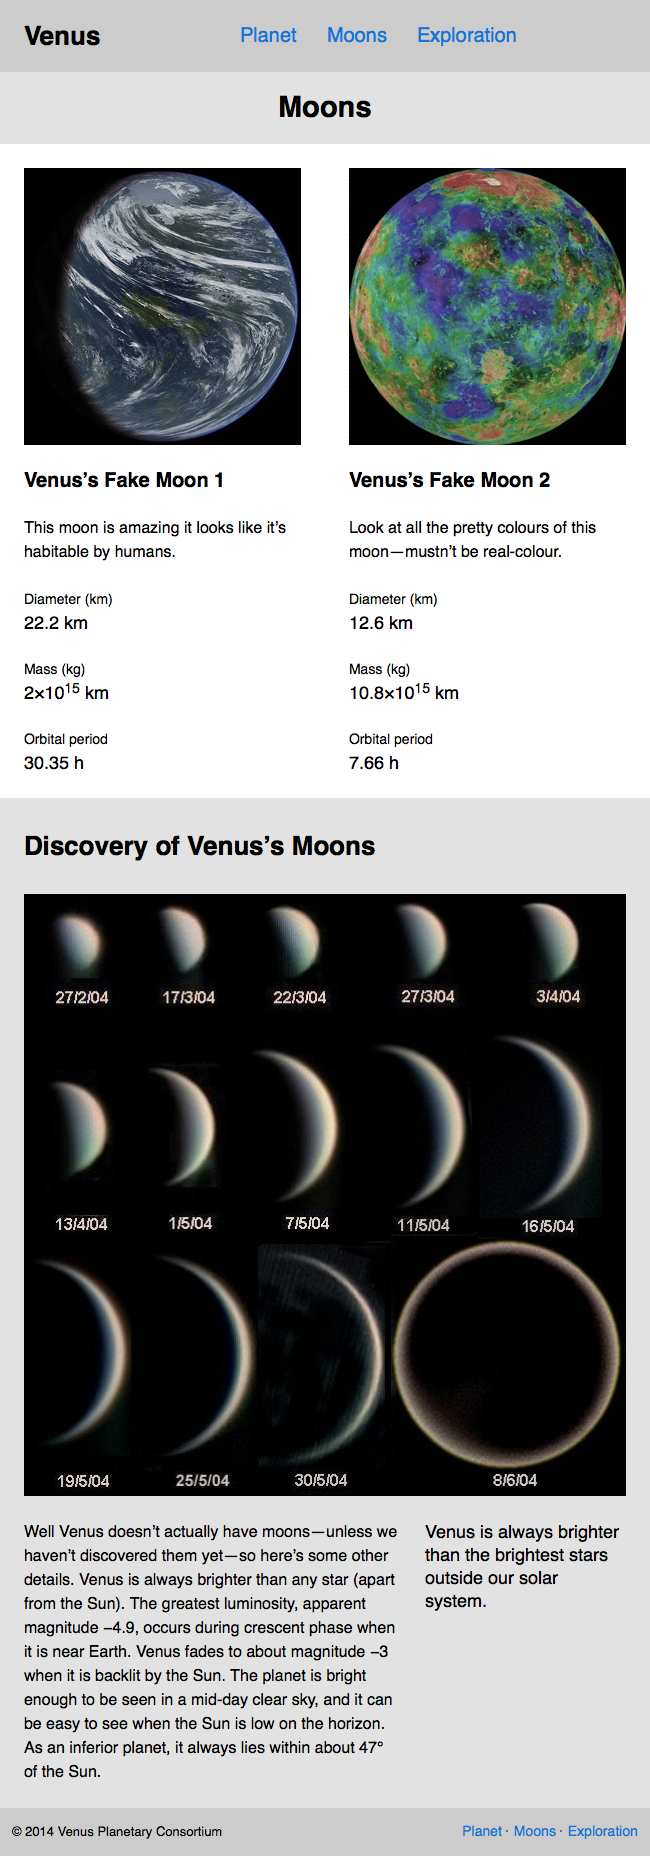 Venus
Planet Moons Exploration
Moons
Venus’s Fake Moon 1
This moon is amazing it looks like it’s
habitable by humans.
Diameter (km)
22.2 km
Mass (kg)
2×10¹⁵ km
Orbital period
30.35 h
Venus’s Fake Moon 2
Look at all the pretty colours of this
moon—mustn’t be real-colour.
Diameter (km)
12.6 km
Mass (kg)
10.8×10¹⁵ km
Orbital period
7.66 h
Discovery of Venus’s Moons
27/2/04 17/3/04 22/3/04 27/3/04 3/4/04
13/4/04 1/5/04 7/5/04 11/5/04 16/5/04
19/5/04 25/5/04 30/5/04 8/6/04
Well Venus doesn’t actually have moons—unless we
haven’t discovered them yet—so here’s some other
details. Venus is always brighter than any star (apart
from the Sun). The greatest luminosity, apparent
magnitude −4.9, occurs during crescent phase when
it is near Earth. Venus fades to about magnitude −3
when it is backlit by the Sun. The planet is bright
enough to be seen in a mid-day clear sky, and it can
be easy to see when the Sun is low on the horizon.
As an inferior planet, it always lies within about 47°
of the Sun.
Venus is always brighter
than the brightest stars
outside our solar
system.
© 2014 Venus Planetary Consortium
Planet · Moons · Exploration